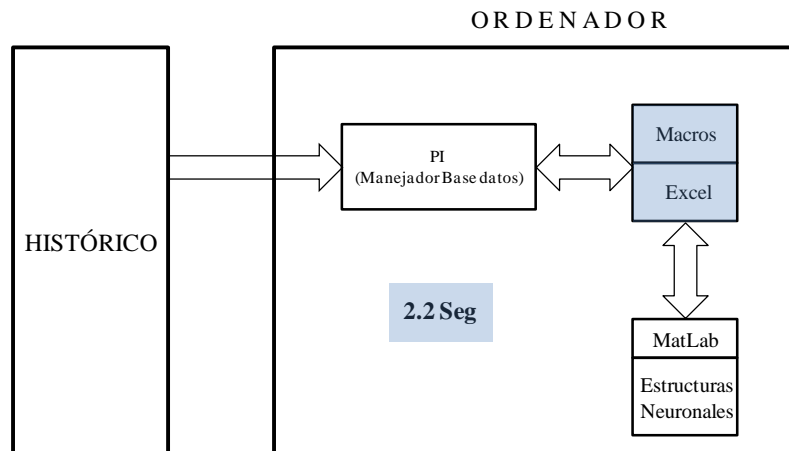 ORDENADOR
HISTÓRICO
PI
(Manejador Base datos)
Macros
Excel
2.2 Seg
MatLab
Estructuras
Neuronales